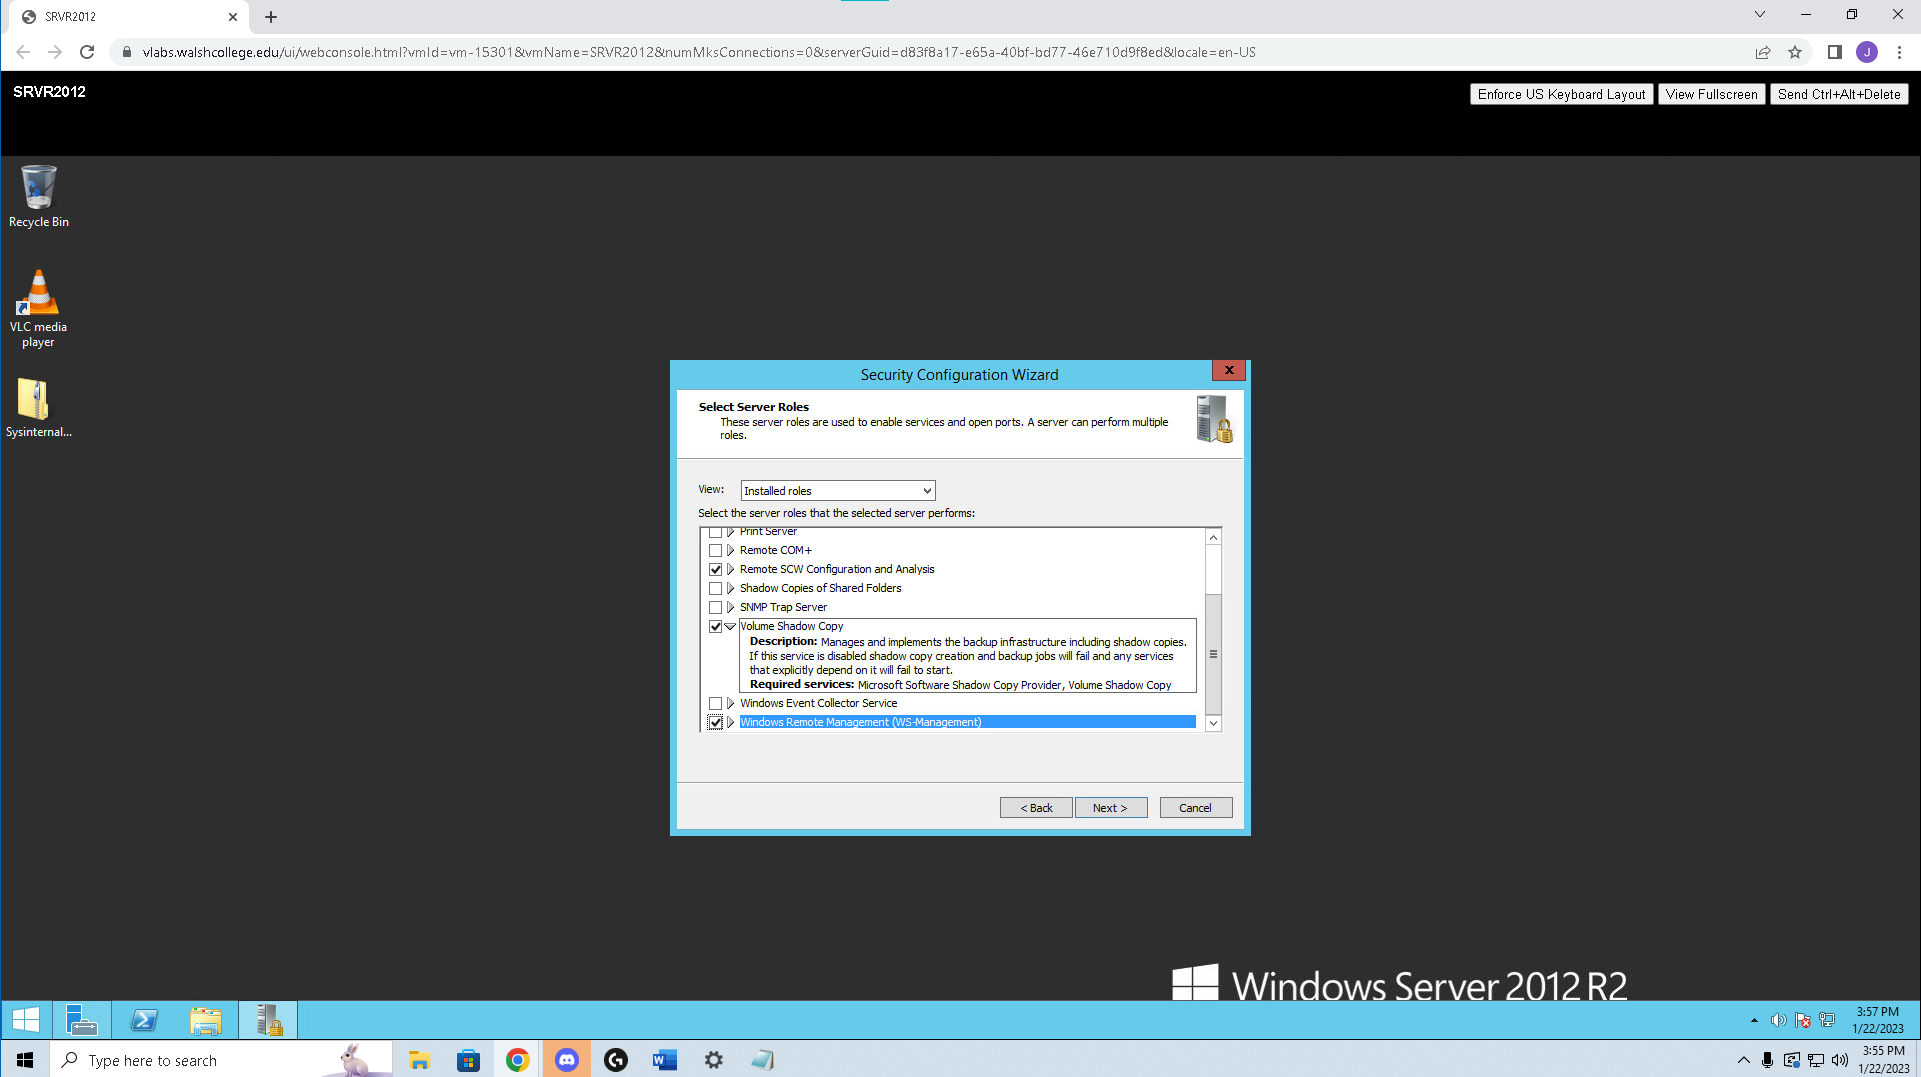 SRVR2012
vlabs.walshcollege.edu/ui/webconsole.html?vmId=vm-15301&vmName=SRVR2012&numMksConnections=0&serverGuid=d83f8a17-e65a-40bf-bd77-46e710d9f8ed&locale=en-US
J
SRVR2012
Enforce US Keyboard Layout
View Fullscreen
Send Ctrl+Alt+Delete
Recycle Bin
VLC media
player
Sysinternal...
Security Configuration Wizard
x
Select Server Roles
These server roles are used to enable services and open ports. A server can perform multiple
roles.
View:
Installed roles
Select the server roles that the selected server performs:
Print Server
Remote COM+
Remote SCW Configuration and Analysis
Shadow Copies of Shared Folders
SNMP Trap Server
Volume Shadow Copy
Description: Manages and implements the backup infrastructure including shadow copies.
If this service is disabled shadow copy creation and backup jobs will fail and any services
that explicitly depend on it will fail to start.
Required services: Microsoft Software Shadow Copy Provider, Volume Shadow Copy
Windows Event Collector Service
Windows Remote Management (WS-Management)
< Back
Next >
Cancel
Windows Server 2012 R2
3:57 PM
1/22/2023
Type here to search
3:55 PM
1/22/2023